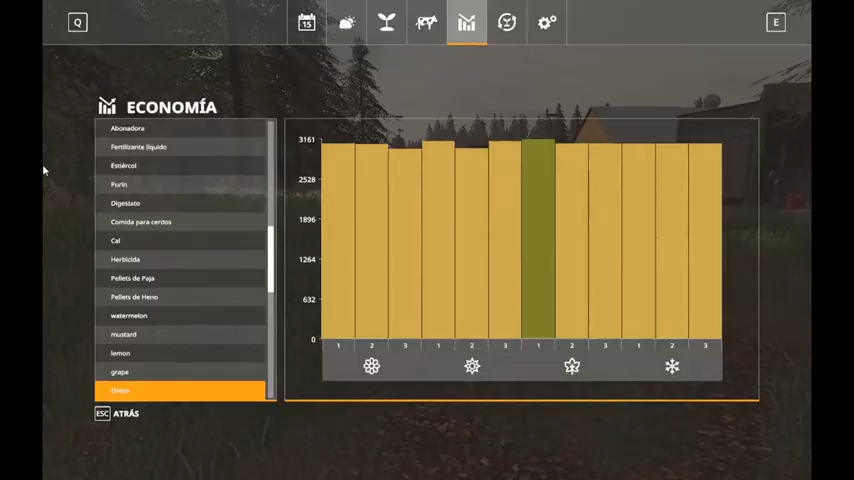 Q
15
E
ECONOMÍA
Abonadora
Fertilizante líquido
Estiércol
Purín
Digestato
Comida para cerdos
Cal
Herbicida
Pellets de Paja
Pellets de Heno
watermelon
mustard
lemon
grape
Onion
3161
2528
1896
1264
632
0
1 2 3 1 2 3 1 2 3 1 2 3
ESC ATRÁS